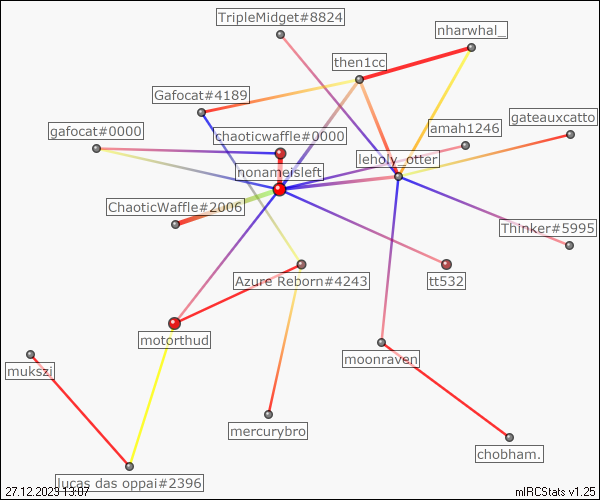 TripleMidget#8824
nharwhal_
then1cc
Gafocat#4189
gateauxcatto
gafocat#0000
chaoticwaffle#0000
amah1246
leholy_otter
nonameisleft
ChaoticWaffle#2006
Thinker#5995
Azure Reborn#4243
tt532
motorthud
moonraven
mukszi
mercurybro
chobham.
lucas das oppai#2396
27.12.2023 13:07
mIRCStats v1.25